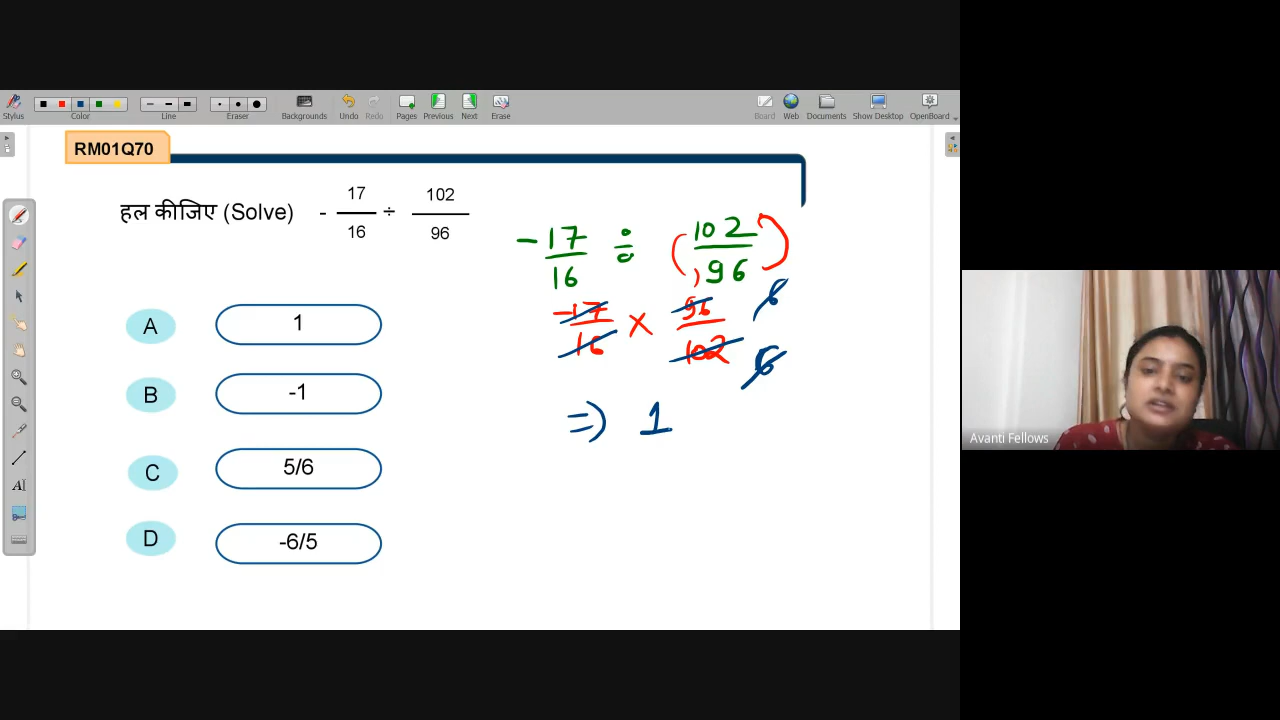 Stylus
Color
Line
Eraser
Backgrounds
Undo
Redo
Pages
Previous
Next
Erase
Board
Web
Documents
Show Desktop
OpenBoard
RM01Q70
हल कीजिए (Solve) - 17/16 ÷ 102/96
A 1
B -1
C 5/6
D -6/5
-17/16 ÷ (102/96)
-17/16 × 96/102 6 6
=) 1
Avanti Fellows